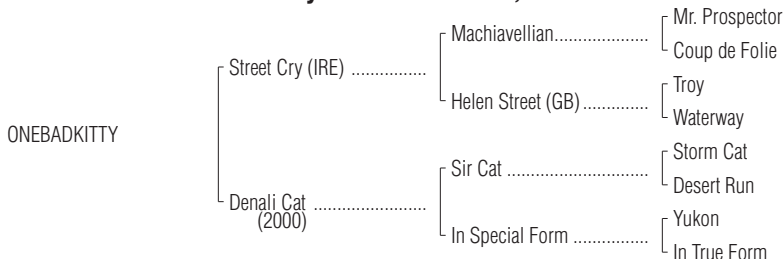 Mr. Prospector
Machiavellian
Coup de Folie
Street Cry (IRE)
Troy
Helen Street (GB)
Waterway
ONEBADKITTY
Storm Cat
Sir Cat
Desert Run
Denali Cat
(2000)
Yukon
In Special Form
In True Form